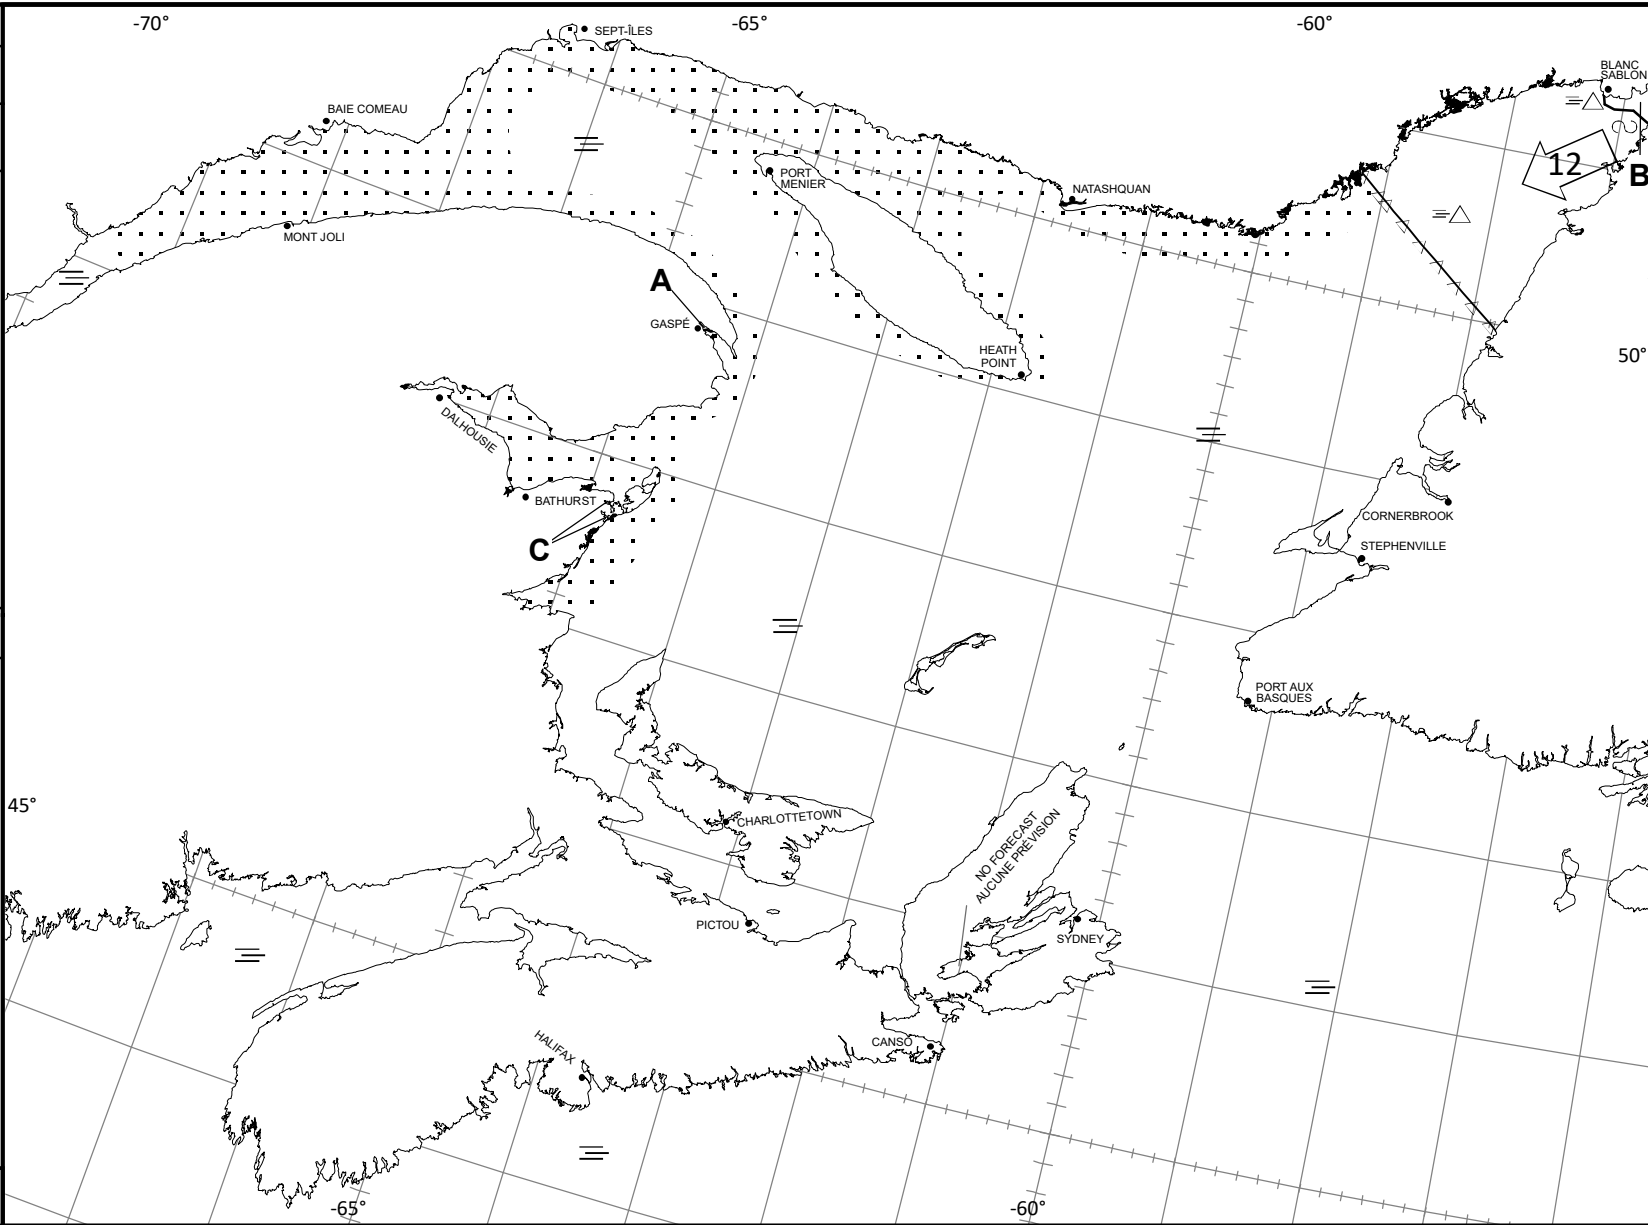 -70°
-65°
-60°
SEPT-ÎLES
BLANC
SABLON
BAIE COMEAU
12
B
PORT
MENIER
NATASHQUAN
MONT JOLI
A
GASPÉ
HEATH
POINT
50°
DALHOUSIE
BATHURST
C
CORNERBROOK
STEPHENVILLE
PORT AUX
BASQUES
45°
CHARLOTTETOWN
NO FORECAST
AUCUNE PRÉVISION
PICTOU
SYDNEY
HALIFAX
CANSO
-65°
-60°